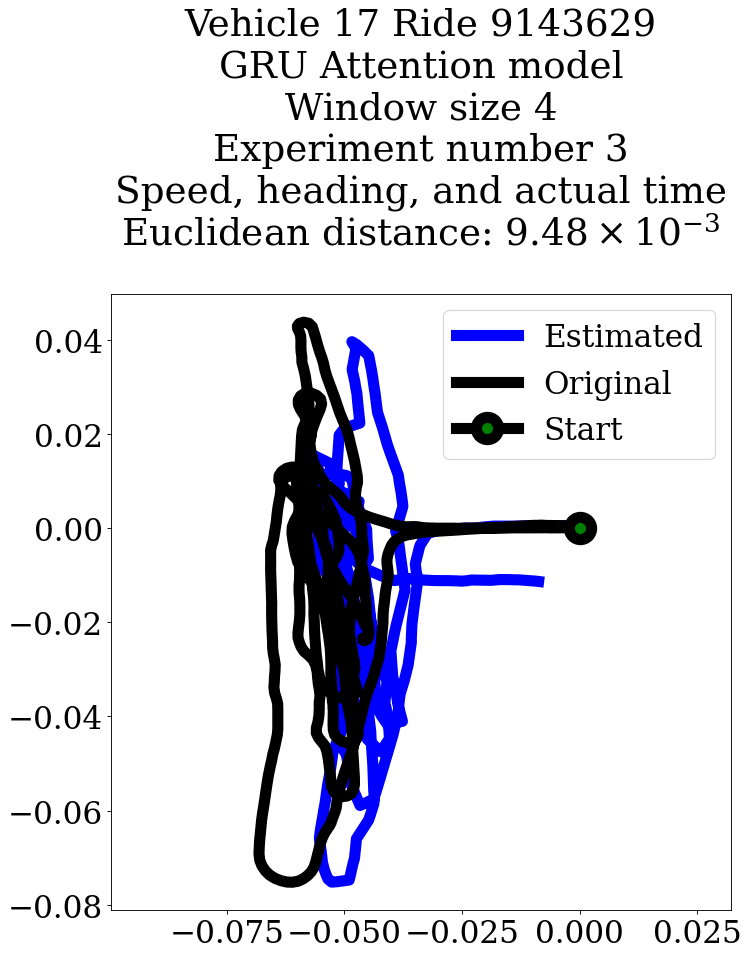 Vehicle 17 Ride 9143629
GRU Attention model
Window size 4
Experiment number 3
Speed, heading, and actual time
Euclidean distance: 9.48 × 10⁻³
Estimated
Original
Start
0.04
0.02
0.00
−0.02
−0.04
−0.06
−0.08
−0.075
−0.050
−0.025
0.000
0.025